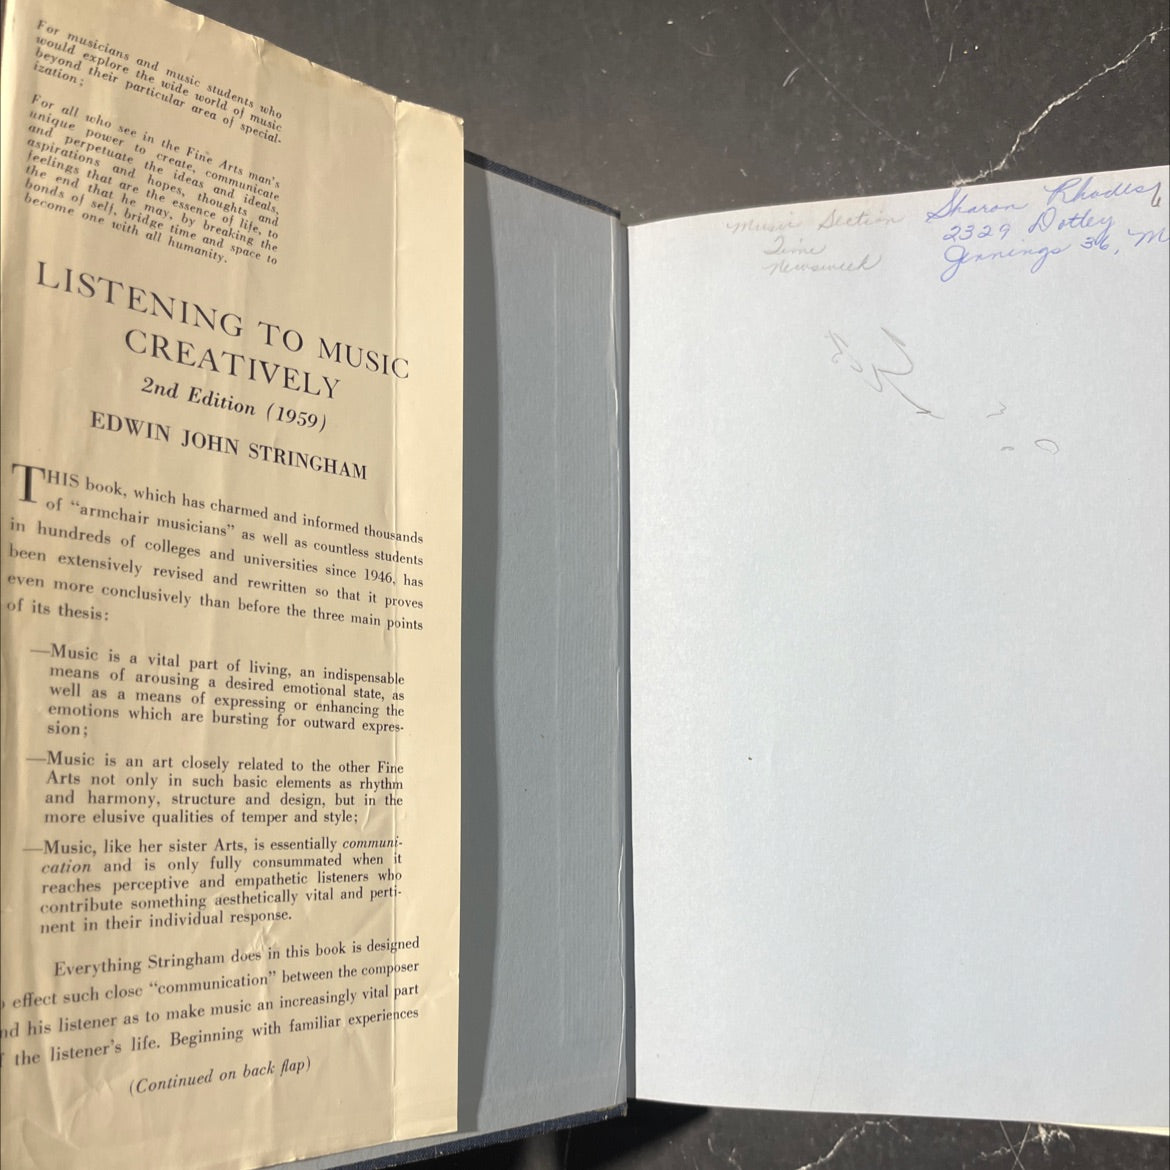 For musicians and music students who
would explore the wide world of music
beyond their particular area of special-
ization;
For all who see in the Fine Arts man's
unique power to create, communicate
and perpetuate the ideas and ideals,
aspirations and hopes, thoughts and
feelings that are the essence of life, to
the end that he may, by breaking the
bonds of self, bridge time and space to
become one with all humanity.
LISTENING TO MUSIC
CREATIVELY
2nd Edition (1959)
EDWIN JOHN STRINGHAM
THIS book, which has charmed and informed thousands
of “armchair musicians” as well as countless students
in hundreds of colleges and universities since 1946, has
been extensively revised and rewritten so that it proves
even more conclusively than before the three main points
of its thesis:
—Music is a vital part of living, an indispensable
means of arousing a desired emotional state, as
well as a means of expressing or enhancing the
emotions which are bursting for outward expres-
sion;
—Music is an art closely related to the other Fine
Arts not only in such basic elements as rhythm
and harmony, structure and design, but in the
more elusive qualities of temper and style;
—Music, like her sister Arts, is essentially communi-
cation and is only fully consummated when it
reaches perceptive and empathetic listeners who
contribute something aesthetically vital and perti-
nent in their individual response.
Everything Stringham does in this book is designed
effect such close “communication” between the composer
nd his listener as to make music an increasingly vital part
the listener's life. Beginning with familiar experiences
(Continued on back flap)
Music Section
Time
Newsweek
Sharon Rhodes
2329 Dotley
Jennings 36, M